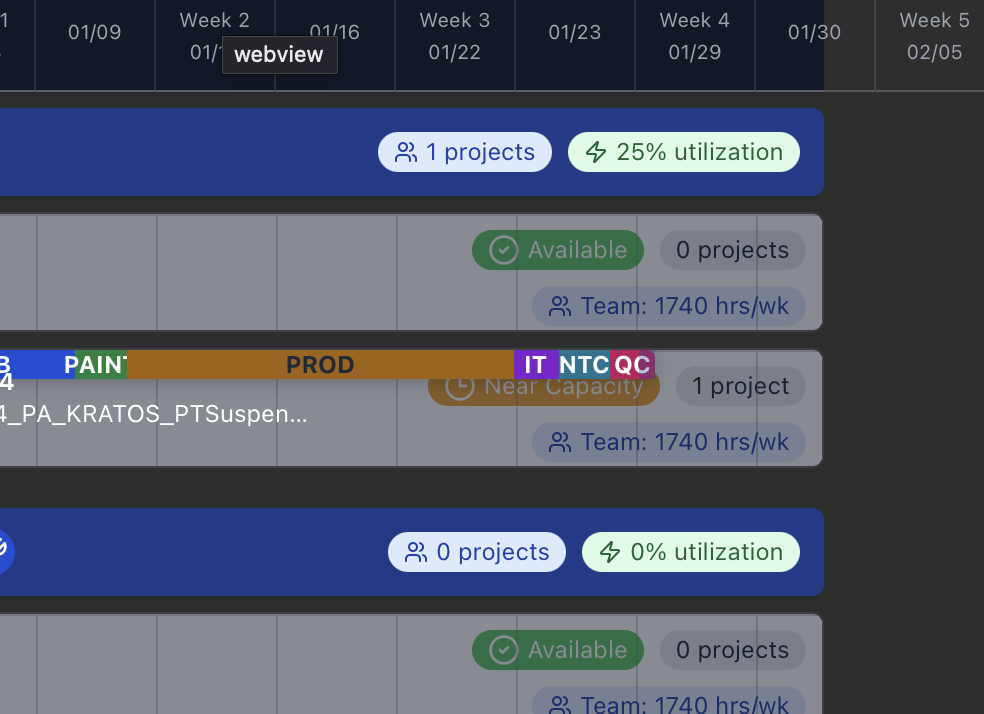 1
01/09
Week 2
01/1
01/16
Week 3
01/22
01/23
Week 4
01/29
01/30
Week 5
02/05
webview
1 projects
25% utilization
Available
0 projects
Team: 1740 hrs/wk
B
PAINT
PROD
IT
NTC
QC
4
Near Capacity
1 project
4_PA_KRATOS_PTSuspen...
Team: 1740 hrs/wk
0 projects
0% utilization
Available
0 projects
Team: 1740 hrs/wk